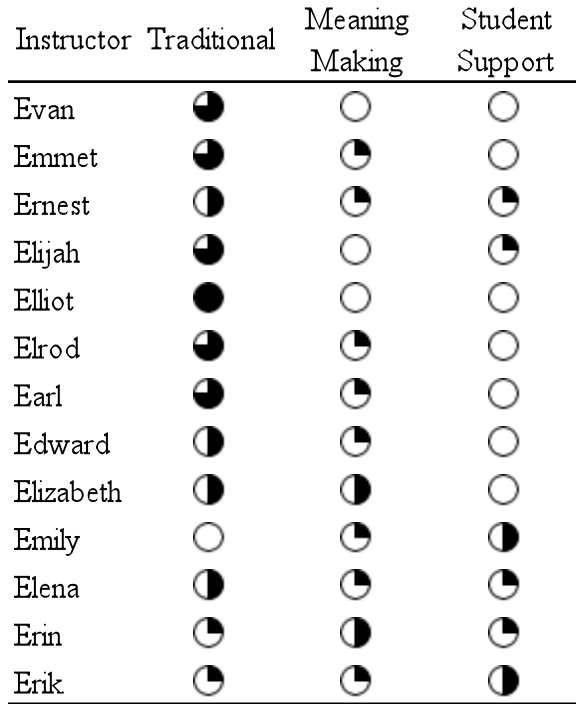 Instructor Traditional Meaning Making Student Support
Evan
Emmet
Ernest
Elijah
Elliot
Elrod
Earl
Edward
Elizabeth
Emily
Elena
Erin
Erik